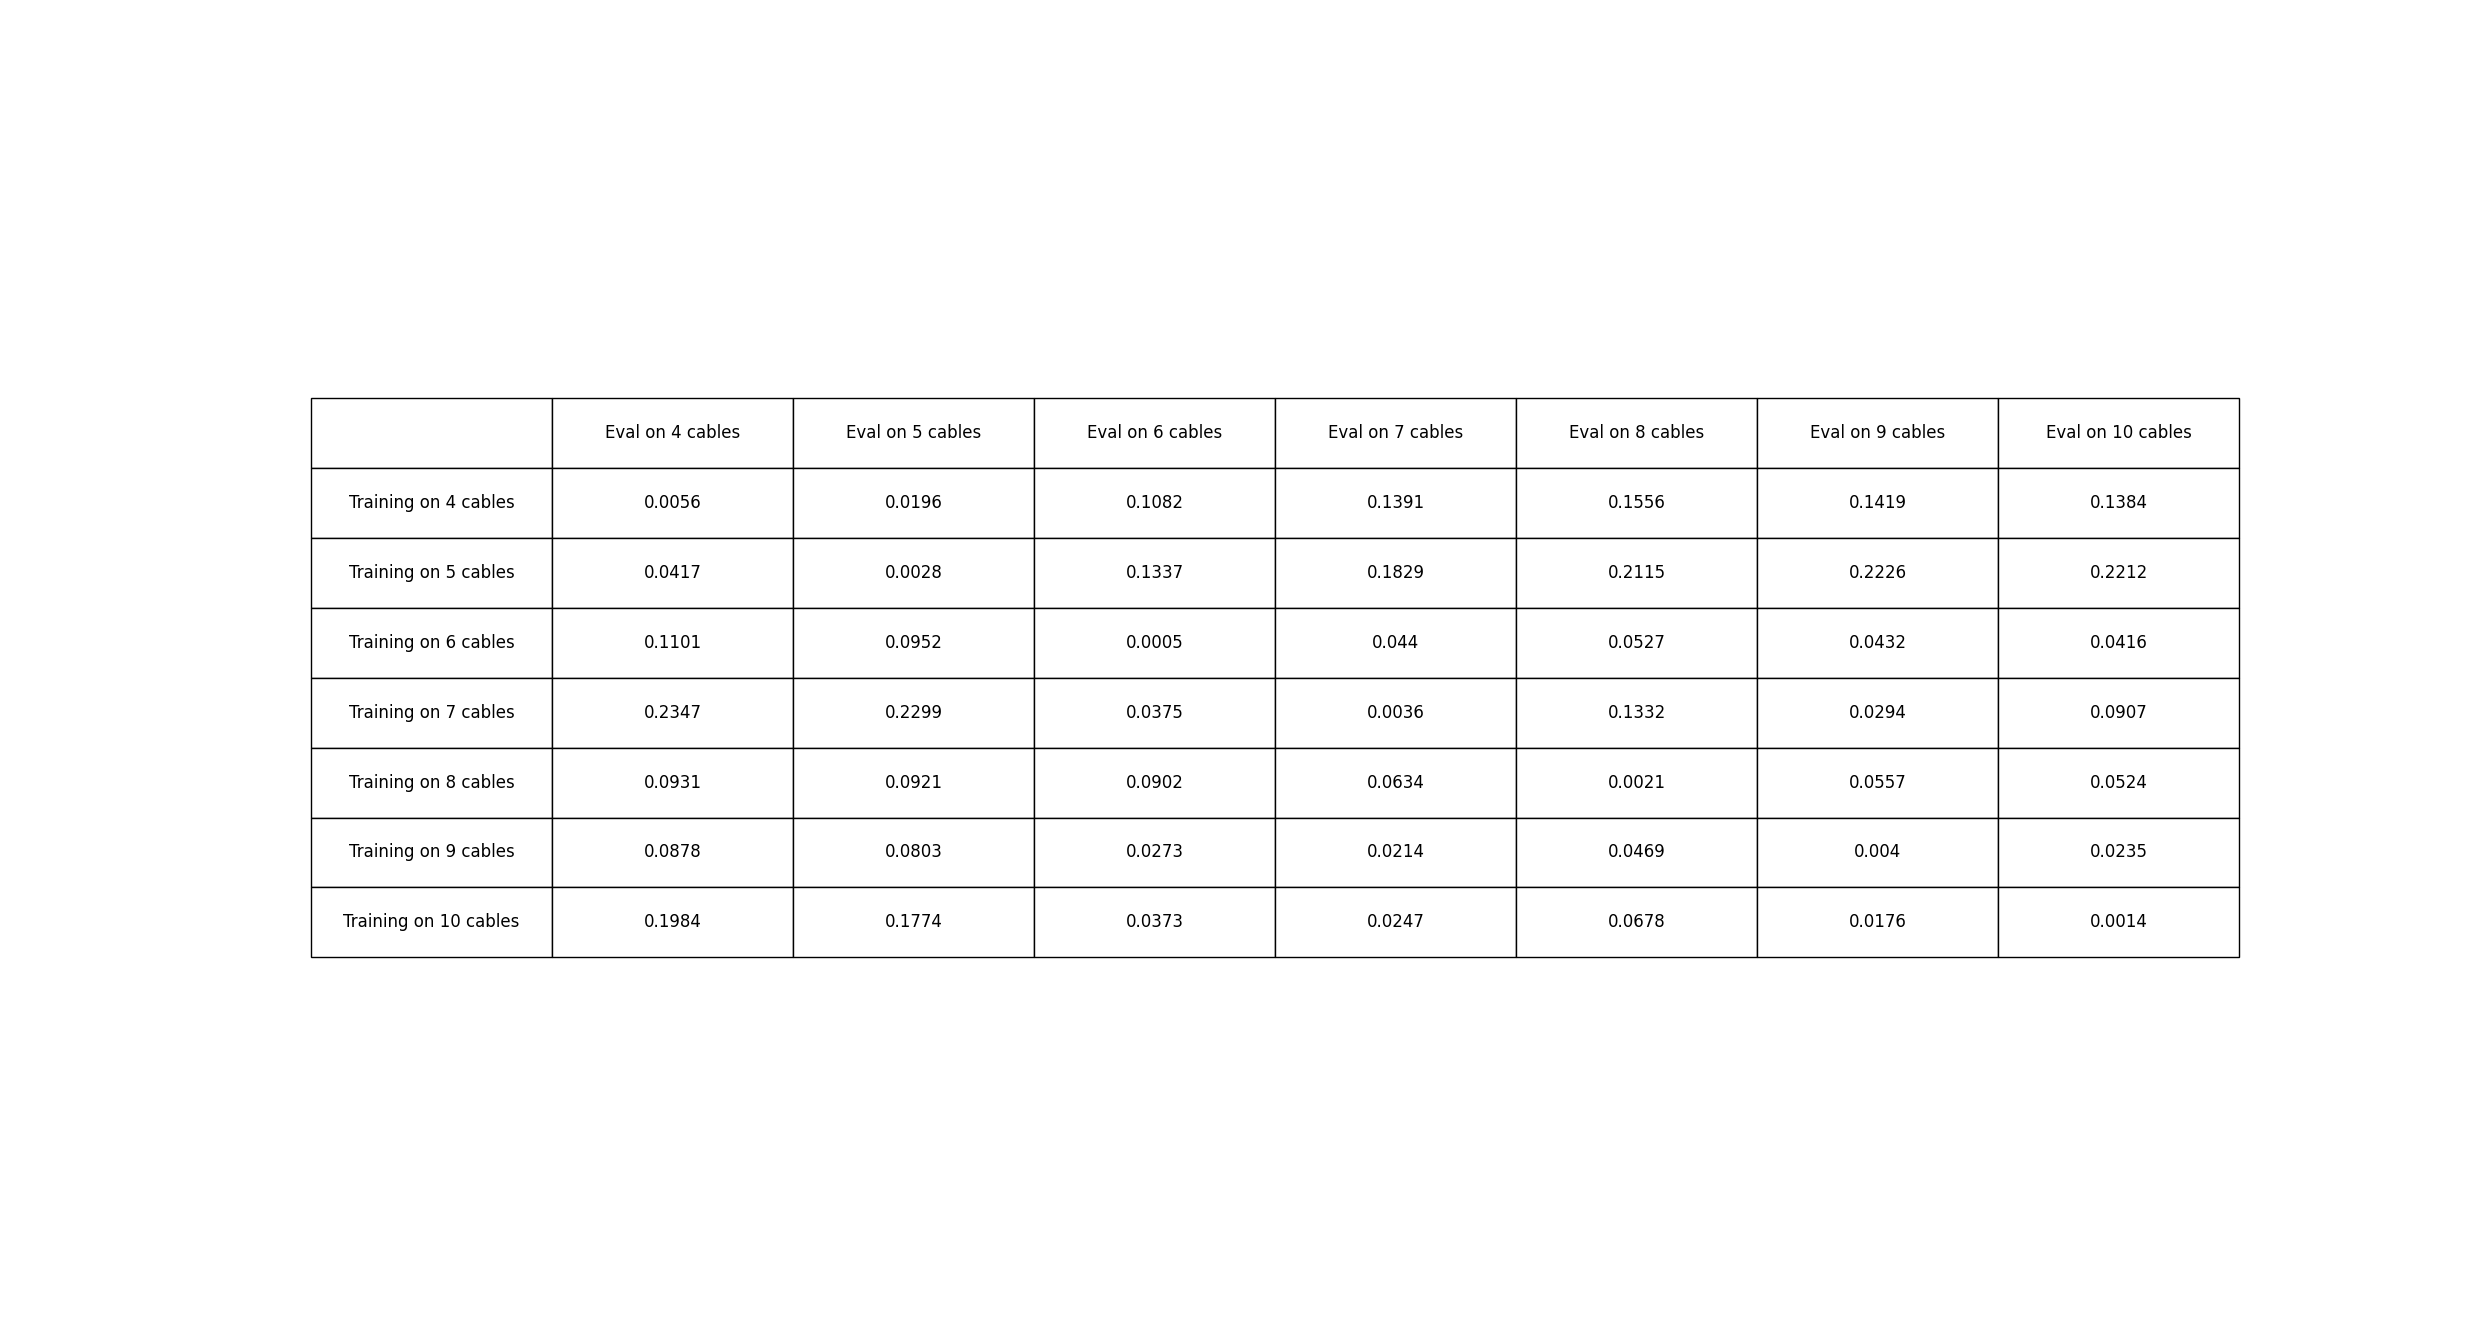 Eval on 4 cables Eval on 5 cables Eval on 6 cables Eval on 7 cables Eval on 8 cables Eval on 9 cables Eval on 10 cables
Training on 4 cables 0.0056 0.0196 0.1082 0.1391 0.1556 0.1419 0.1384
Training on 5 cables 0.0417 0.0028 0.1337 0.1829 0.2115 0.2226 0.2212
Training on 6 cables 0.1101 0.0952 0.0005 0.044 0.0527 0.0432 0.0416
Training on 7 cables 0.2347 0.2299 0.0375 0.0036 0.1332 0.0294 0.0907
Training on 8 cables 0.0931 0.0921 0.0902 0.0634 0.0021 0.0557 0.0524
Training on 9 cables 0.0878 0.0803 0.0273 0.0214 0.0469 0.004 0.0235
Training on 10 cables 0.1984 0.1774 0.0373 0.0247 0.0678 0.0176 0.0014